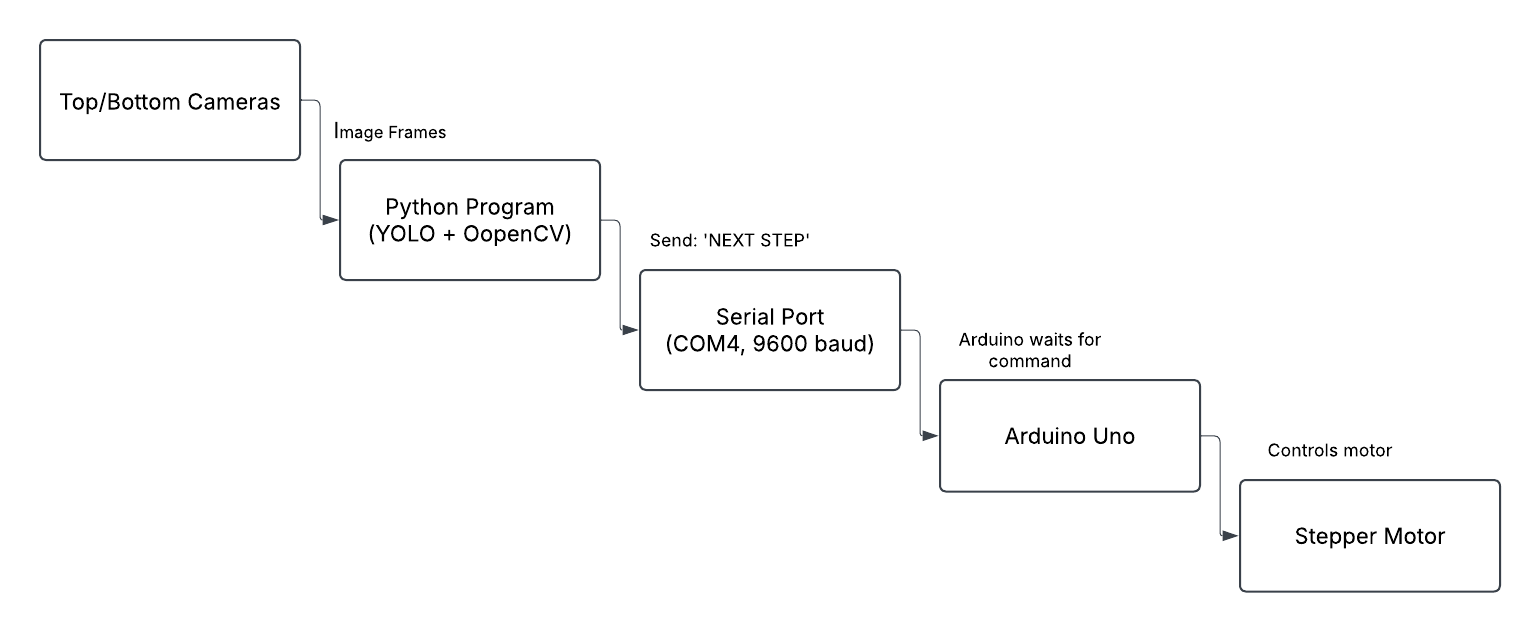 Top/Bottom Cameras
Image Frames
Python Program
(YOLO + OopenCV)
Send: 'NEXT STEP'
Serial Port
(COM4, 9600 baud)
Arduino waits for
command
Arduino Uno
Controls motor
Stepper Motor